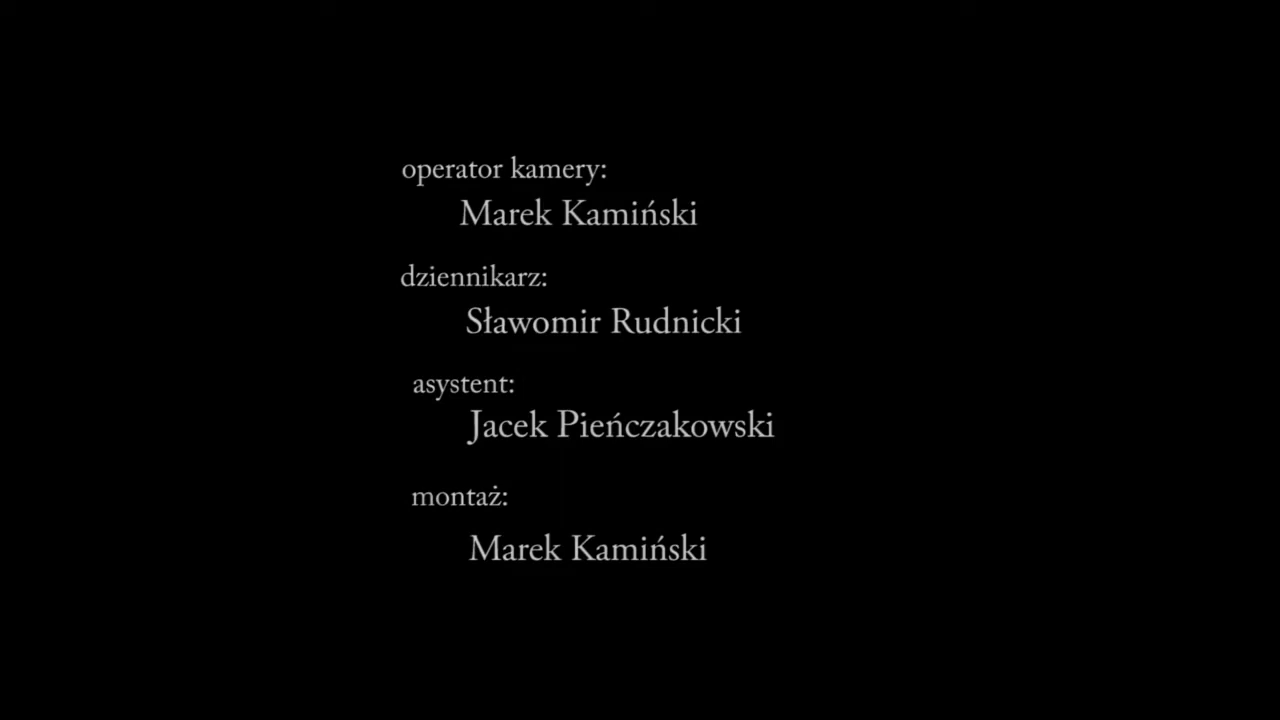 operator kamery:
Marek Kamiński
dziennikarz:
Sławomir Rudnicki
asystent:
Jacek Pieńczakowski
montaż:
Marek Kamiński